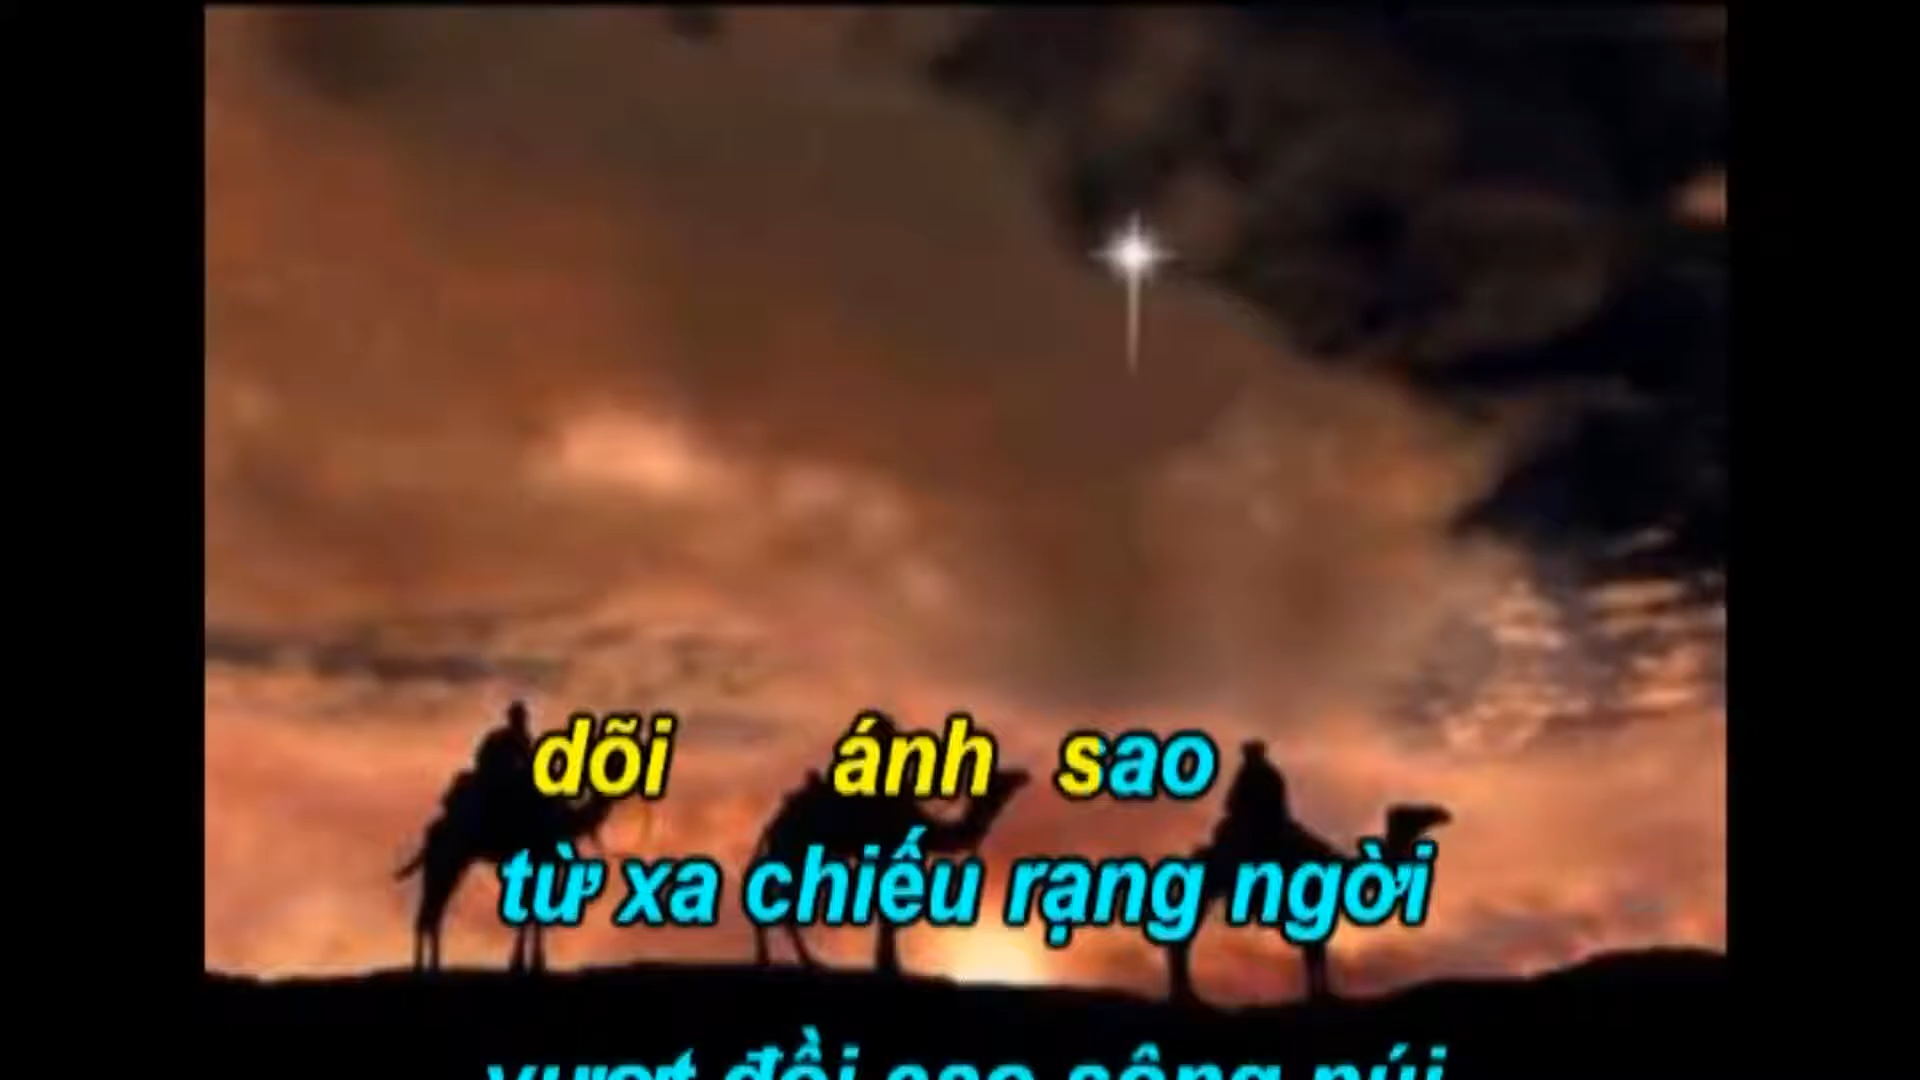 dõi ánh sao
từ xa chiếu rạng ngời
vượt đồi cao sông núi